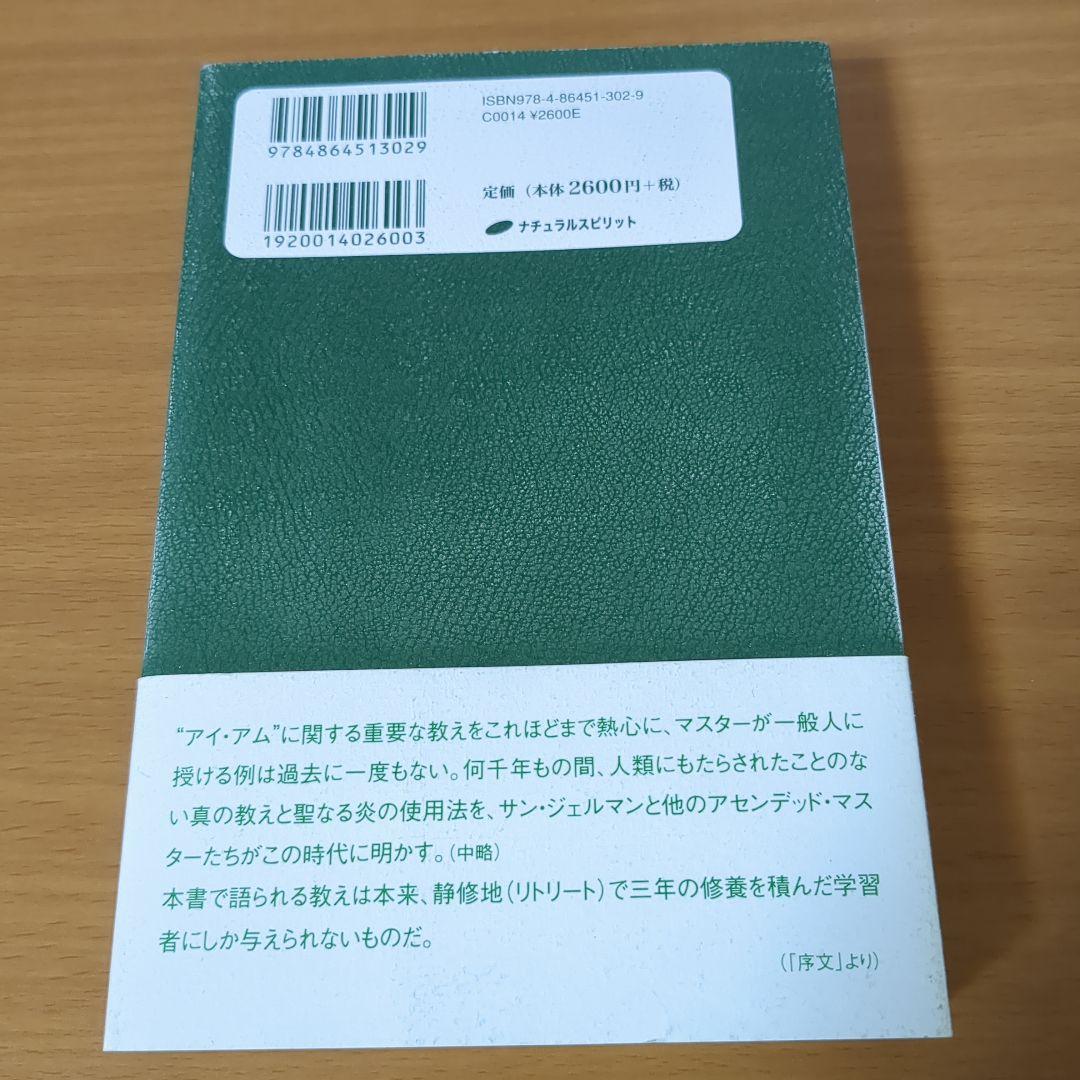 9784864513029
ISBN978-4-86451-302-9
C0014 ¥2600E
1920014026003
定価（本体2600円＋税）
ナチュラルスピリット
“アイ・アム”に関する重要な教えをこれほどまで熱心に、マスターが一般人に
授ける例は過去に一度もない。何千年もの間、人類にもたらされたことのな
い真の教えと聖なる炎の使用法を、サン・ジェルマンと他のアセンデッド・マス
ターたちがこの時代に明かす。（中略）
本書で語られる教えは本来、静修地（リトリート）で三年の修養を積んだ学習
者にしか与えられないものだ。
（「序文」より）